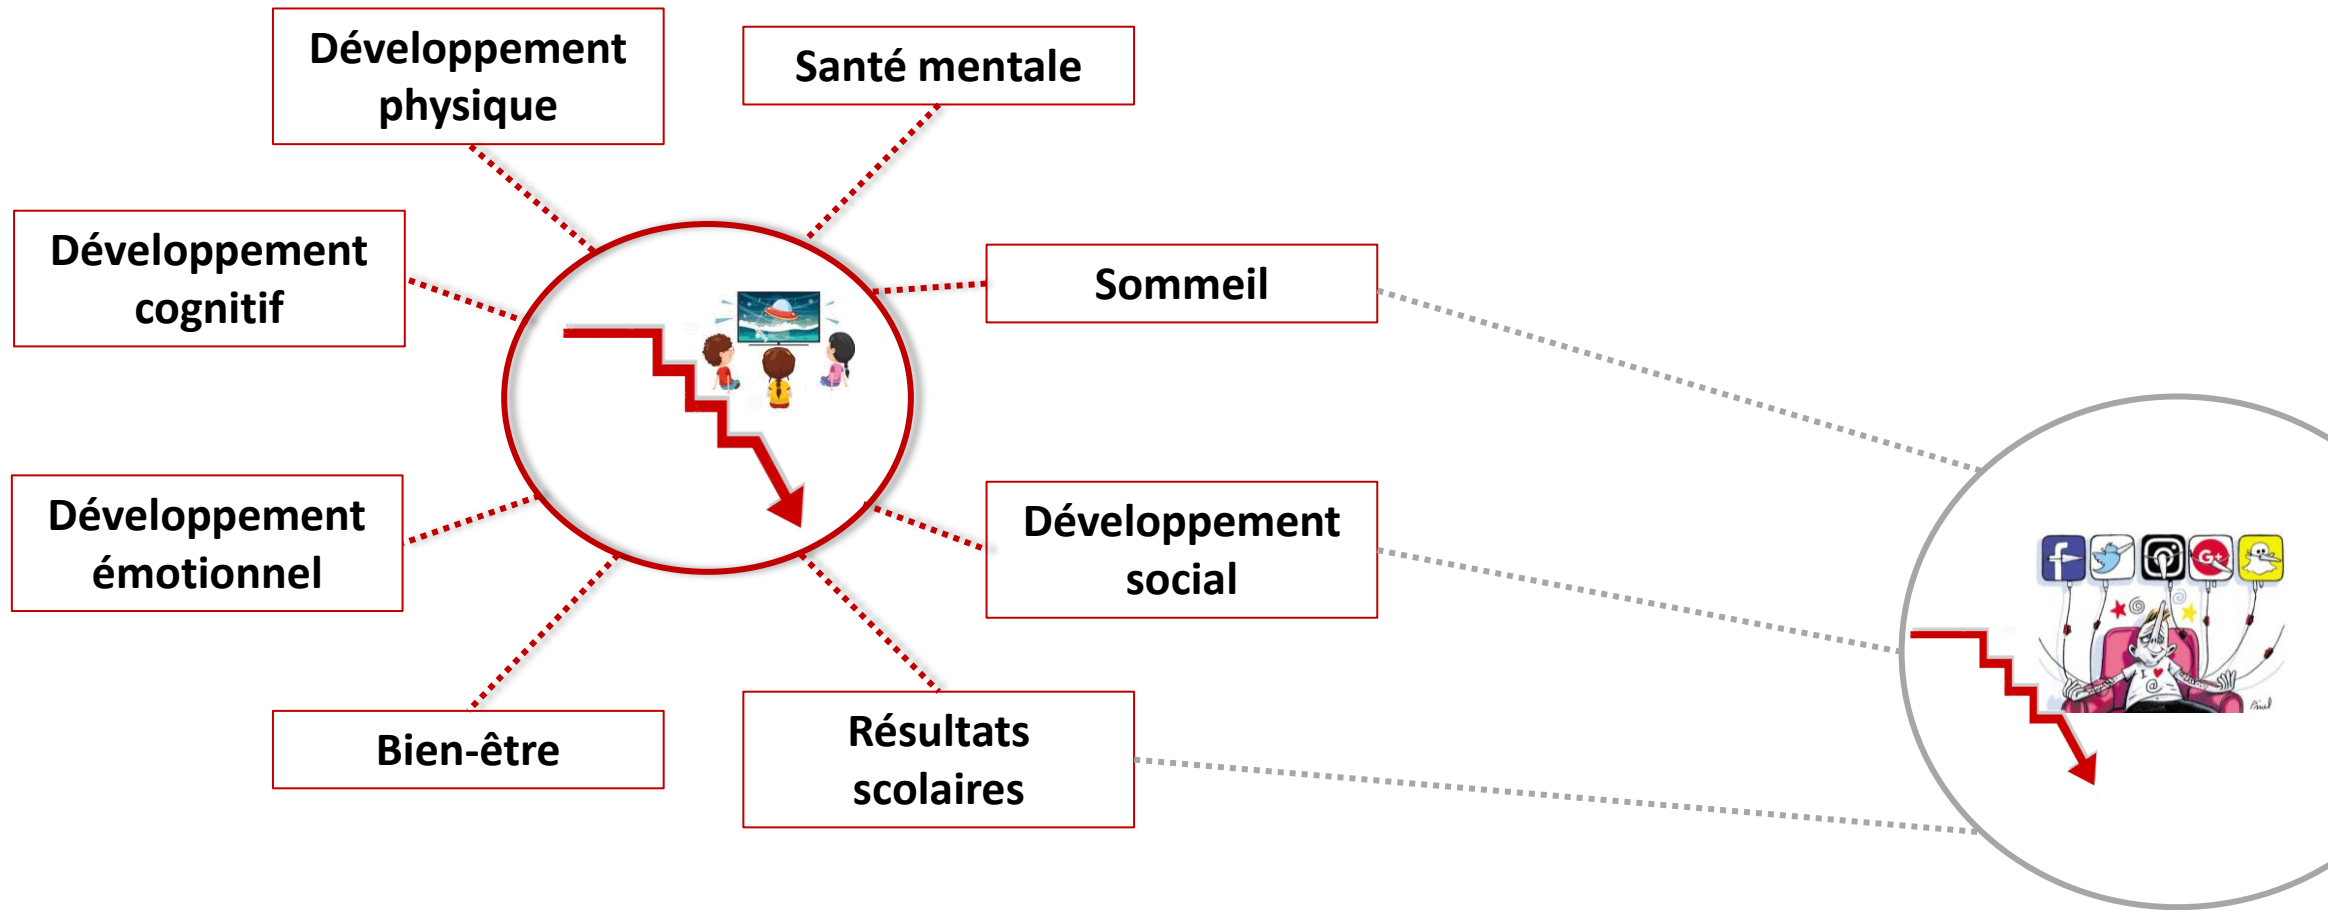 Développement
physique
Santé mentale
Développement
cognitif
Sommeil
Développement
émotionnel
Développement
social
Bien-être
Résultats
scolaires
f
G+
I ♥
@